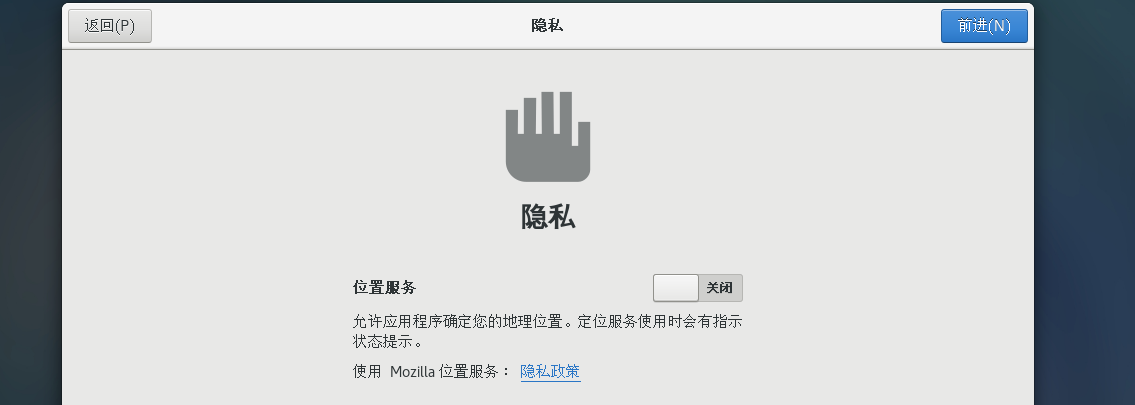 返回(P) 隐私 前进(N)
隐私
位置服务 关闭
允许应用程序确定您的地理位置。定位服务使用时会有指示
状态提示。
使用 Mozilla 位置服务： 隐私政策